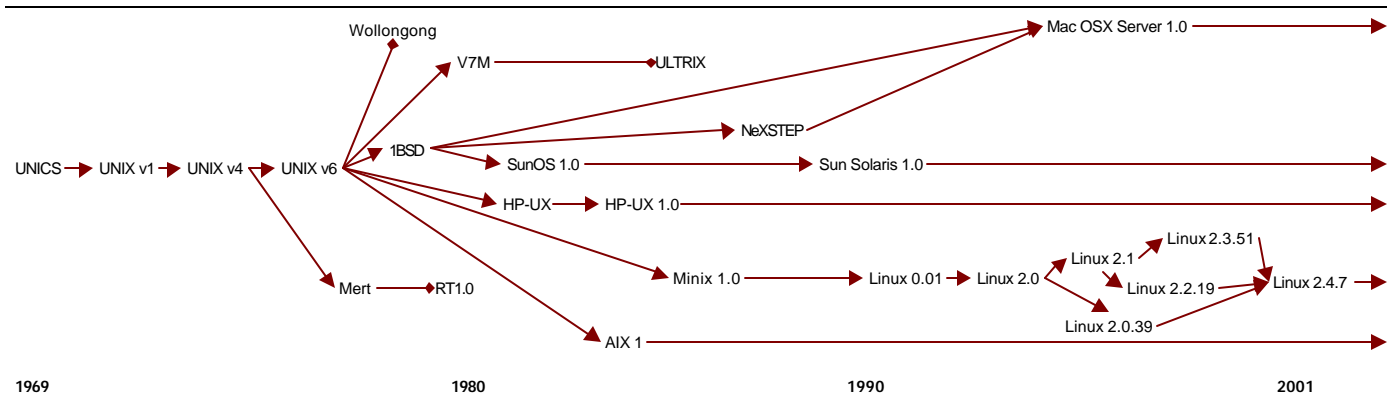 Mac OSX Server 1.0
Wollongong
V7M
ULTRIX
NeXSTEP
1BSD
UNICS
UNIX v1
UNIX v4
UNIX v6
SunOS 1.0
Sun Solaris 1.0
HP-UX
HP-UX 1.0
Linux 2.3.51
Linux 2.1
Mert
RT1.0
Minix 1.0
Linux 0.01
Linux 2.0
Linux 2.2.19
Linux 2.4.7
Linux 2.0.39
AIX 1
1969
1980
1990
2001